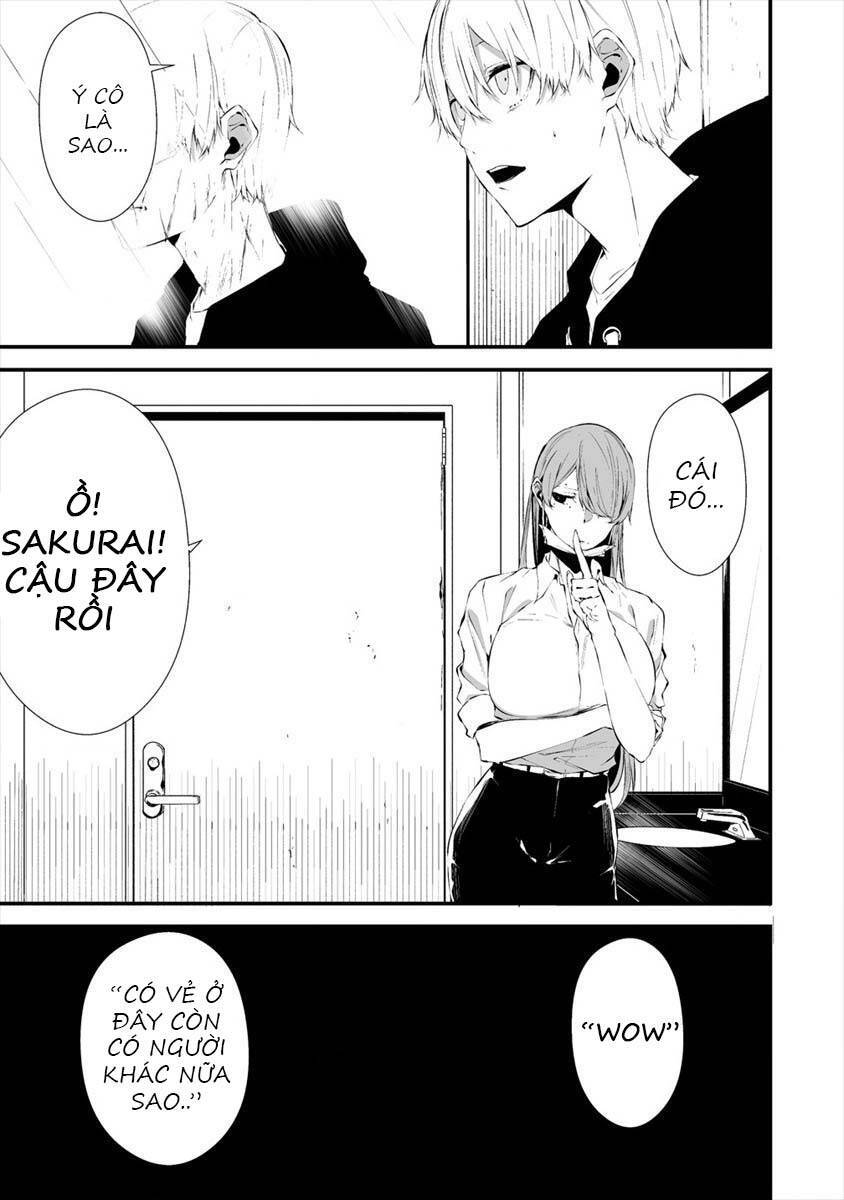 Ý CÔ
LÀ
SAO...
CÁI
ĐÓ...
Ồ!
SAKURAI!
CẬU ĐÂY
RỒI
“WOW”
“CÓ VẺ Ở
ĐÂY CÒN
CÓ NGƯỜI
KHÁC NỮA
SAO..”